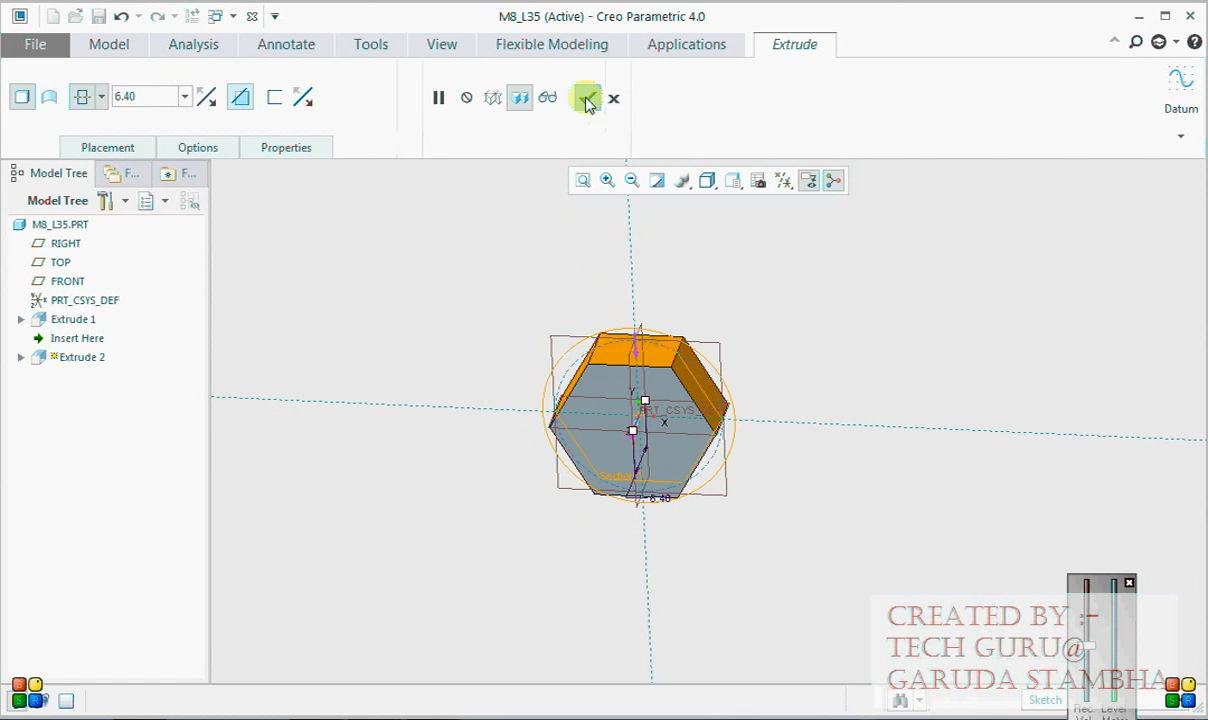 M8_L35 (Active) - Creo Parametric 4.0
File Model Analysis Annotate Tools View Flexible Modeling Applications Extrude
6.40
Datum
Placement Options Properties
Model Tree F... F...
Model Tree
M8_L35.PRT
RIGHT
TOP
FRONT
PRT_CSYS_DEF
Extrude 1
Insert Here
Extrude 2
Y
PRT_CSYS_
X
6.40
CREATED BY :-
TECH GURU@
GARUDA STAMBHA
Sketch